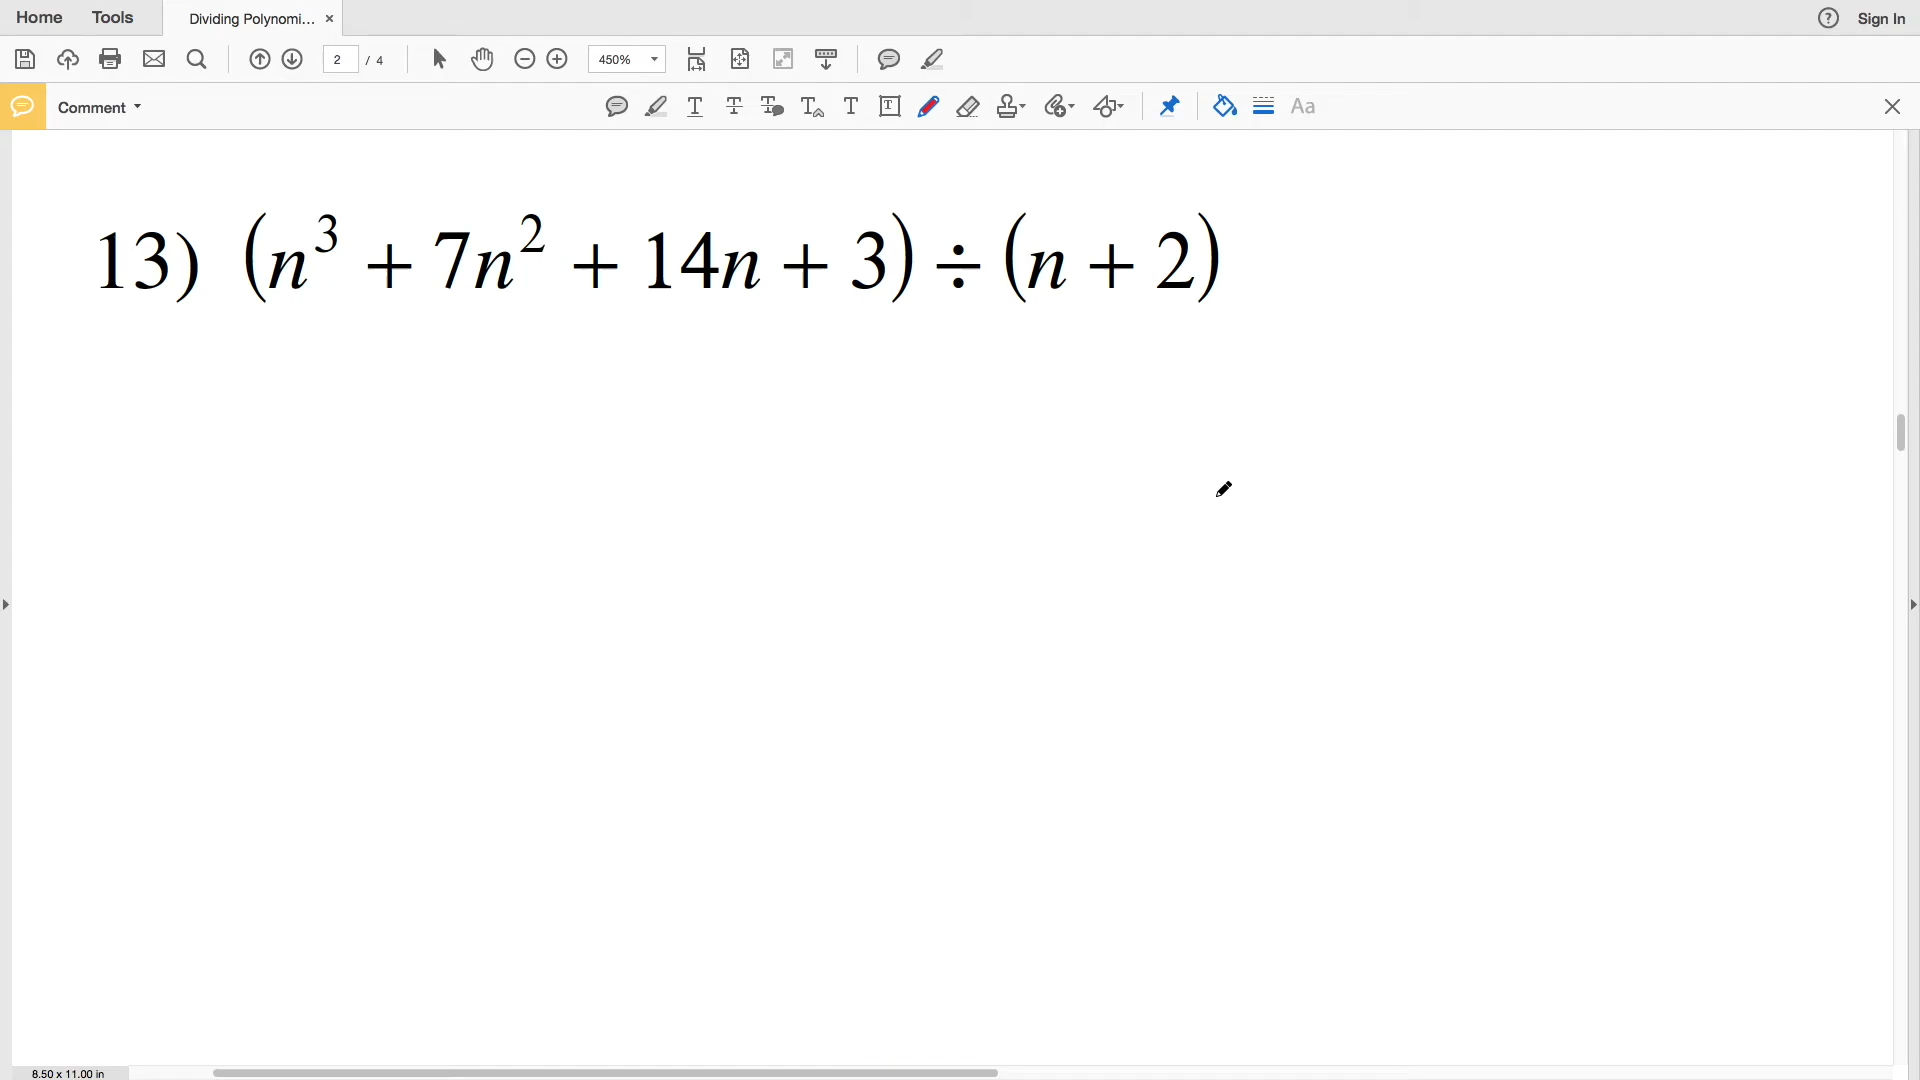 Home Tools Dividing Polynomi... × ? Sign In
2 / 4 450%
Comment T T T T T T Aa
13) (n³ + 7n² + 14n + 3) ÷ (n + 2)
8.50 x 11.00 in